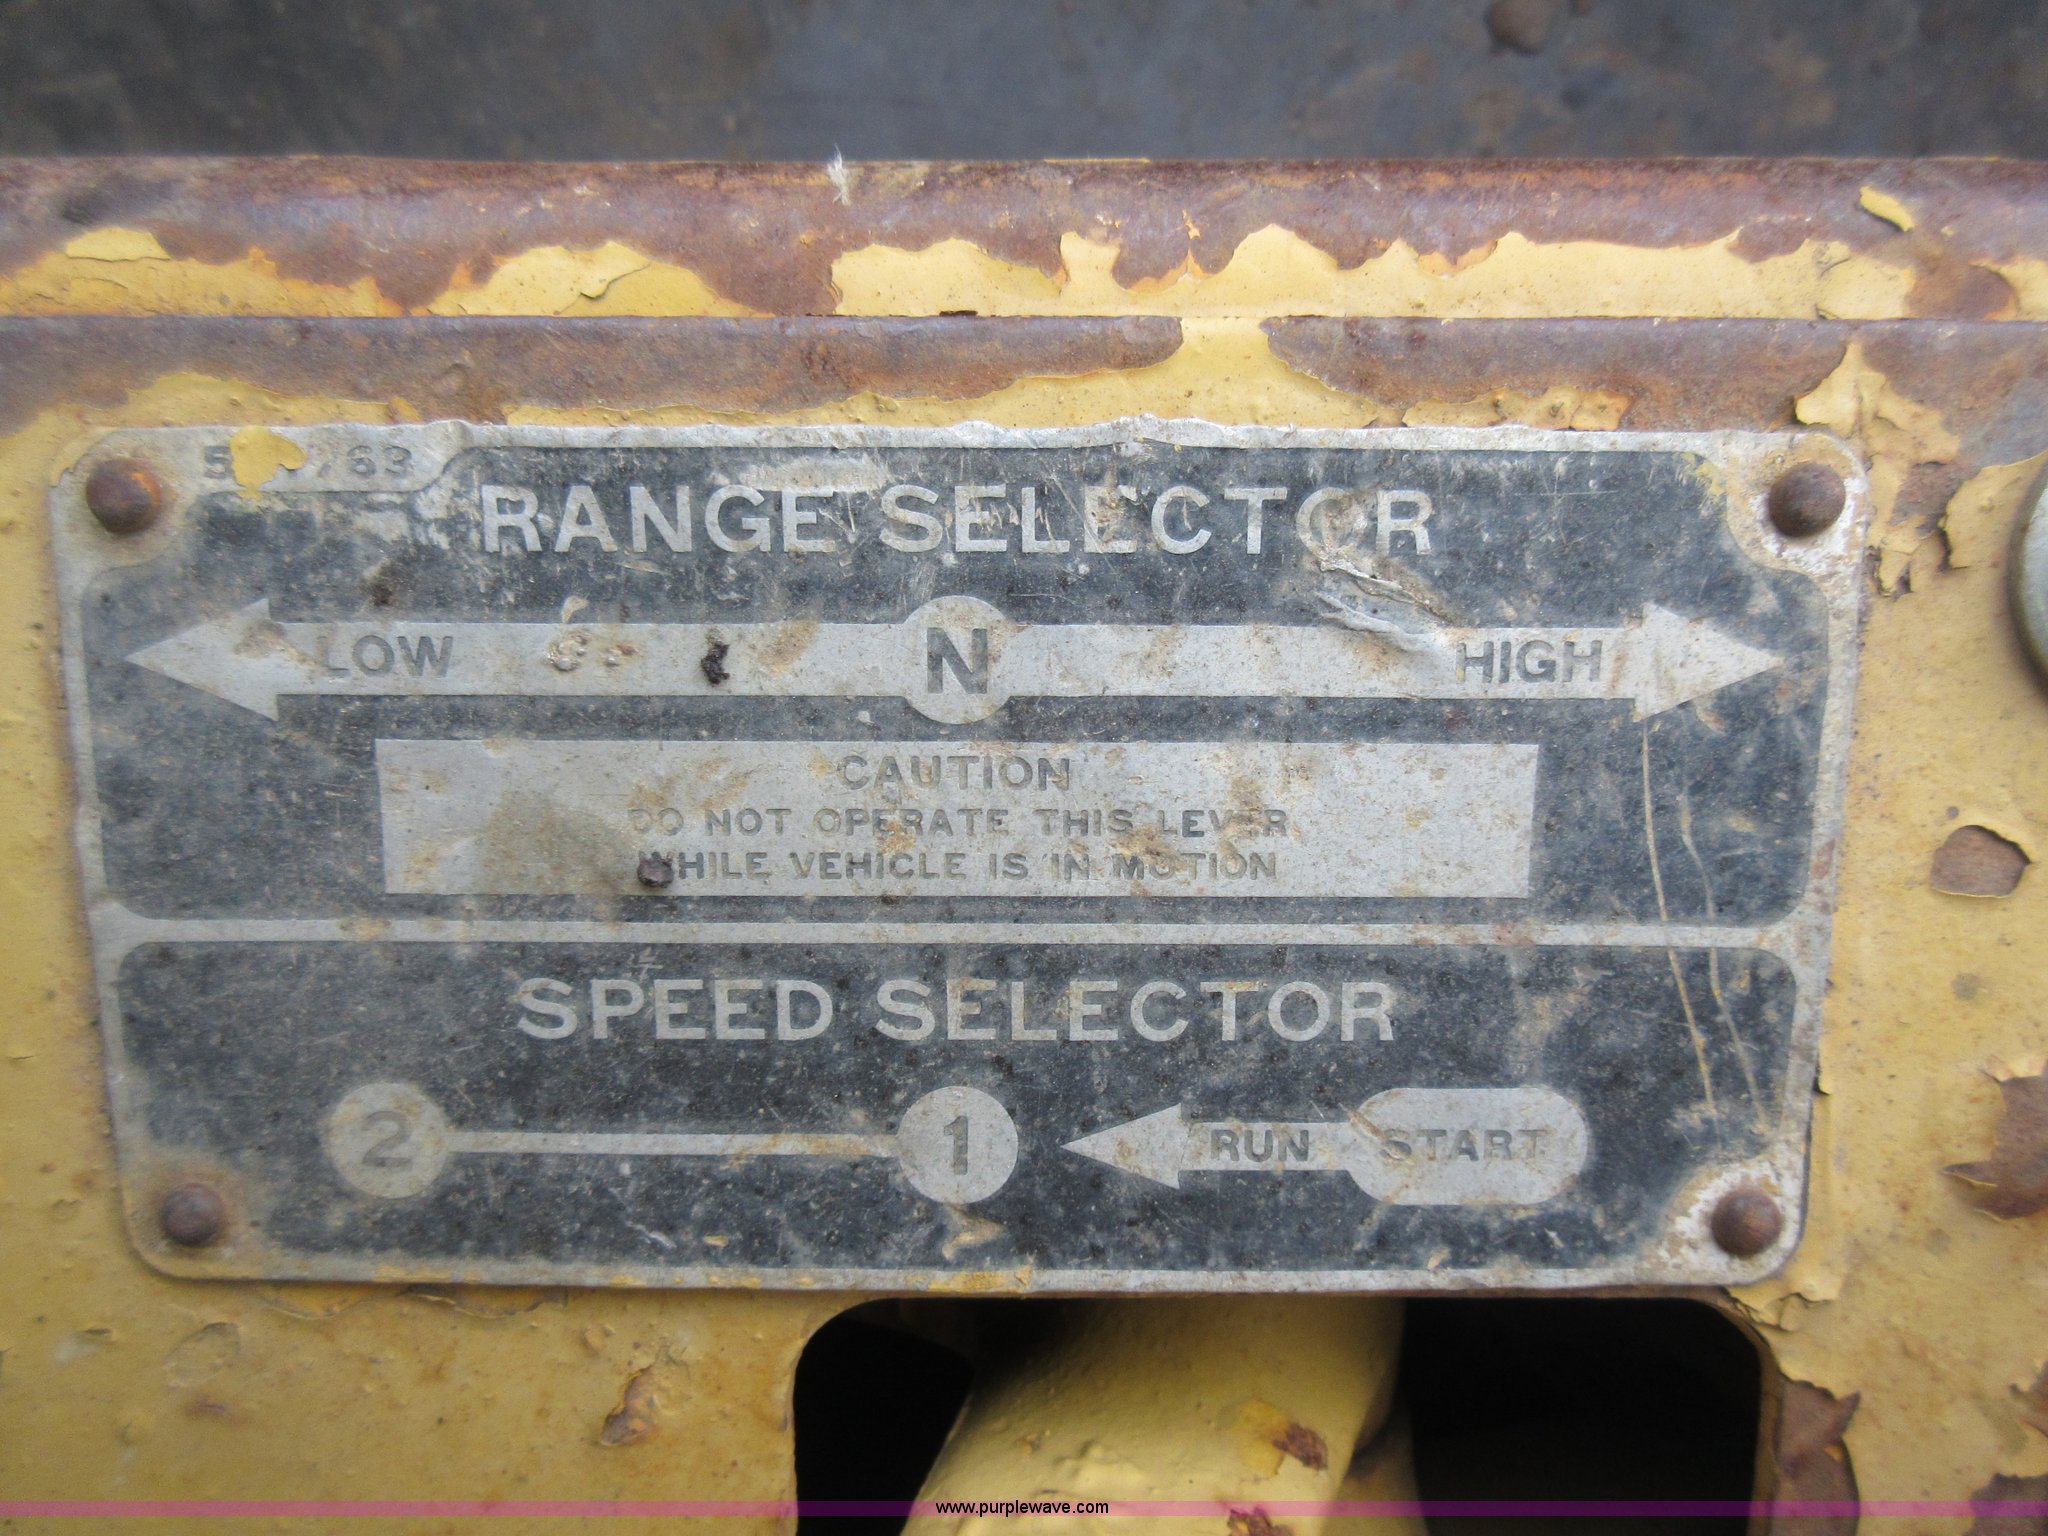 RANGE SELECTOR
LOW N HIGH
CAUTION
DO NOT OPERATE THIS LEVER
WHILE VEHICLE IS IN MOTION
SPEED SELECTOR
2 1 RUN START
www.purplewave.com